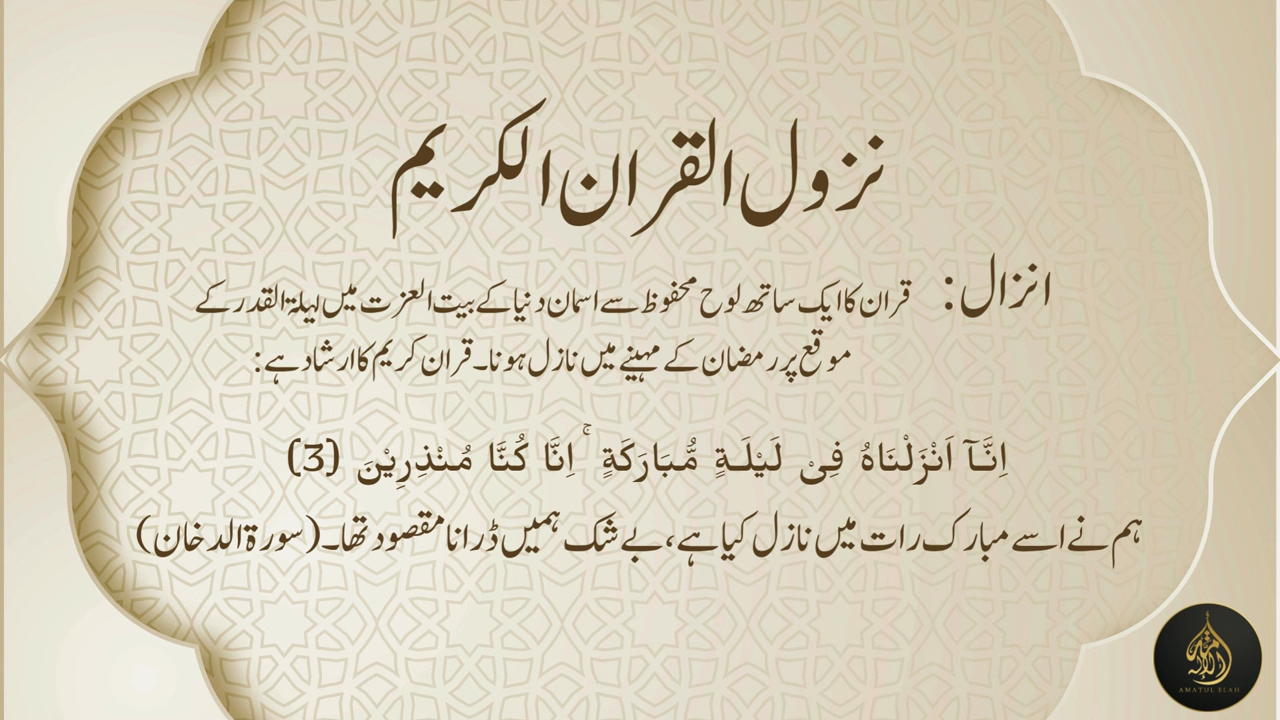 نزول القران الکریم
انزال: قران کا ایک ساتھ لوح محفوظ سے اسمان دنیا کے بیت العزت میں لیلۃ القدر کے
موقع پر رمضان کے مہینے میں نازل ہونا۔ قران کریم کا ارشاد ہے:
اِنَّـآ اَنْزَلْنَاهُ فِىْ لَيْلَـةٍ مُّبَارَكَةٍ ۚ اِنَّا كُنَّا مُنْذِرِيْنَ (3)
ہم نے اسے مبارک رات میں نازل کیا ہے، بے شک ہمیں ڈرانا مقصود تھا۔ (سورۃ الدخان)
AMATUL ELAH